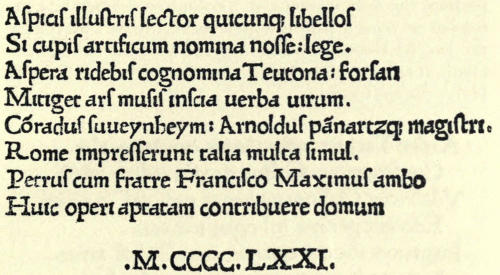 Aſpicis illuſtris lector quicunq; libellos
Si cupis artificum nomina noſſe: lege.
Aſpera ridebis cognomina Teutona: forſan
Mitiget ars muſis inſcia uerba uirum.
Cōradus ſuueynheym: Arnoldus pānartzq; magiſtri.
Rome impreſſerunt talia multa ſimul.
Petrus cum fratre Franciſco Maximus ambo
Huic operi aptatam contribuere domum
.M.CCCC.LXXI.